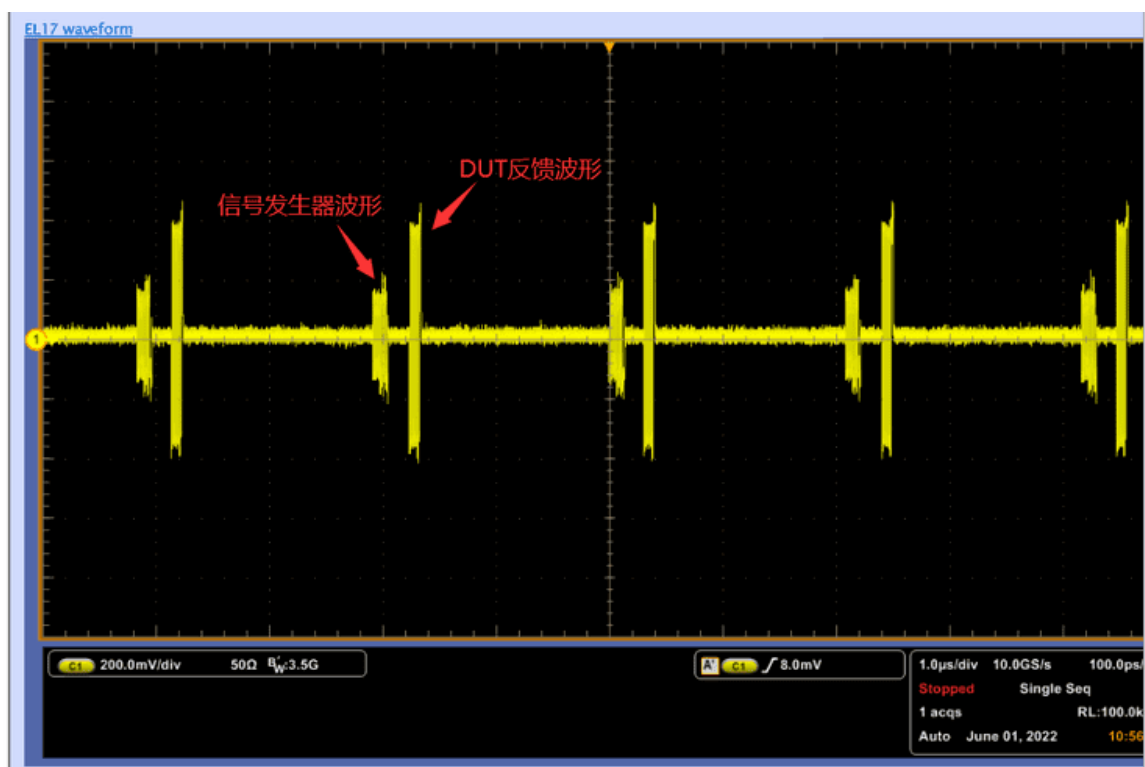 EL17 waveform
DUT反馈波形
信号发生器波形
1
C1 200.0mV/div 50Ω BW:3.5G
A' C1 8.0mV
1.0µs/div 10.0GS/s 100.0ps/
Stopped Single Seq
1 acqs RL:100.0k
Auto June 01, 2022 10:56